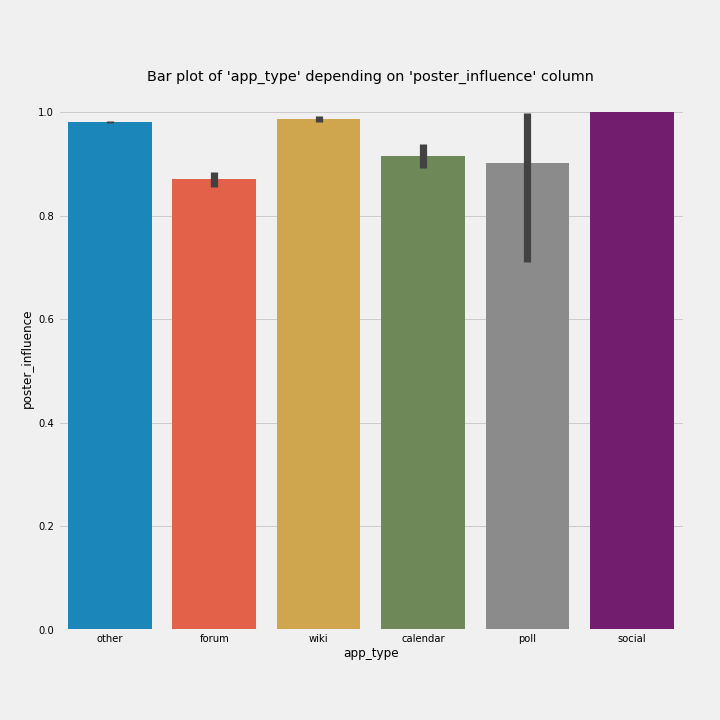 Bar plot of 'app_type' depending on 'poster_influence' column
1.0
0.8
0.6
0.4
0.2
0.0
poster_influence
other forum wiki calendar poll social
app_type